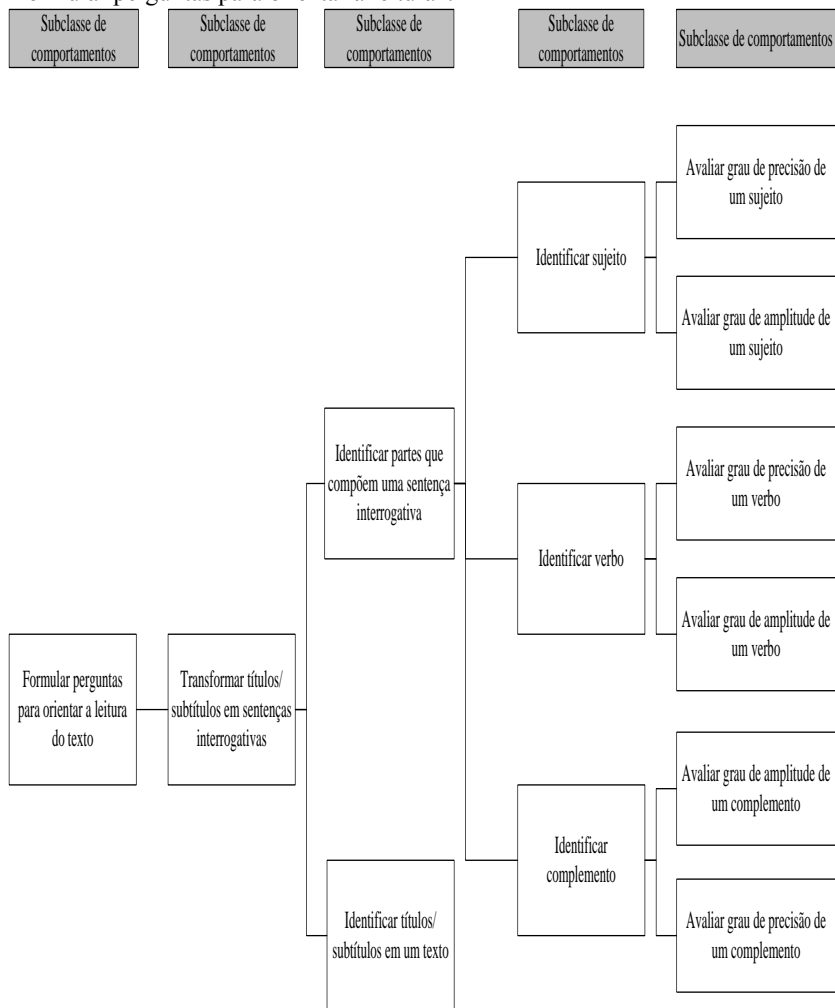 Subclasse de
comportamentos
Subclasse de
comportamentos
Subclasse de
comportamentos
Subclasse de
comportamentos
Subclasse de comportamentos
Avaliar grau de precisão de
um sujeito
Identificar sujeito
Avaliar grau de amplitude de
um sujeito
Identificar partes que
compõem uma sentença
interrogativa
Avaliar grau de precisão de
um verbo
Identificar verbo
Avaliar grau de amplitude de
um verbo
Formular perguntas
para orientar a leitura
do texto
Transformar títulos/
subtítulos em sentenças
interrogativas
Avaliar grau de amplitude de
um complemento
Identificar
complemento
Avaliar grau de precisão de
um complemento
Identificar títulos/
subtítulos em um texto